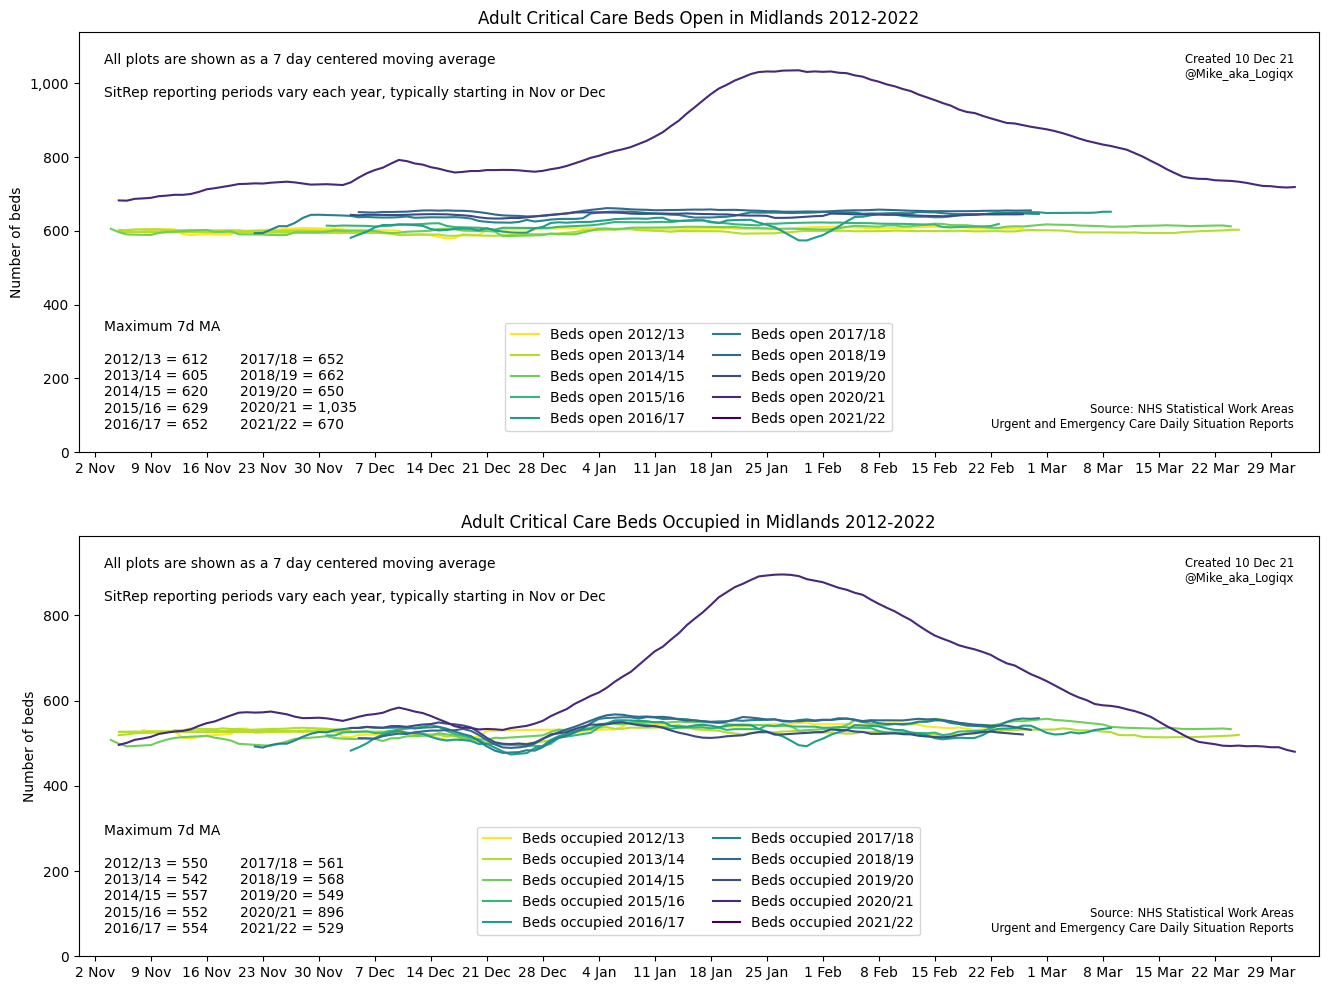 Adult Critical Care Beds Open in Midlands 2012-2022
All plots are shown as a 7 day centered moving average
SitRep reporting periods vary each year, typically starting in Nov or Dec
Created 10 Dec 21
@Mike_aka_Logiqx
Number of beds
1,000
800
600
400
200
0
Maximum 7d MA
2012/13 = 612
2013/14 = 605
2014/15 = 620
2015/16 = 629
2016/17 = 652
2017/18 = 652
2018/19 = 662
2019/20 = 650
2020/21 = 1,035
2021/22 = 670
Beds open 2012/13
Beds open 2013/14
Beds open 2014/15
Beds open 2015/16
Beds open 2016/17
Beds open 2017/18
Beds open 2018/19
Beds open 2019/20
Beds open 2020/21
Beds open 2021/22
Source: NHS Statistical Work Areas
Urgent and Emergency Care Daily Situation Reports
2 Nov 9 Nov 16 Nov 23 Nov 30 Nov 7 Dec 14 Dec 21 Dec 28 Dec 4 Jan 11 Jan 18 Jan 25 Jan 1 Feb 8 Feb 15 Feb 22 Feb 1 Mar 8 Mar 15 Mar 22 Mar 29 Mar
Adult Critical Care Beds Occupied in Midlands 2012-2022
All plots are shown as a 7 day centered moving average
SitRep reporting periods vary each year, typically starting in Nov or Dec
Created 10 Dec 21
@Mike_aka_Logiqx
Number of beds
800
600
400
200
0
Maximum 7d MA
2012/13 = 550
2013/14 = 542
2014/15 = 557
2015/16 = 552
2016/17 = 554
2017/18 = 561
2018/19 = 568
2019/20 = 549
2020/21 = 896
2021/22 = 529
Beds occupied 2012/13
Beds occupied 2013/14
Beds occupied 2014/15
Beds occupied 2015/16
Beds occupied 2016/17
Beds occupied 2017/18
Beds occupied 2018/19
Beds occupied 2019/20
Beds occupied 2020/21
Beds occupied 2021/22
Source: NHS Statistical Work Areas
Urgent and Emergency Care Daily Situation Reports
2 Nov 9 Nov 16 Nov 23 Nov 30 Nov 7 Dec 14 Dec 21 Dec 28 Dec 4 Jan 11 Jan 18 Jan 25 Jan 1 Feb 8 Feb 15 Feb 22 Feb 1 Mar 8 Mar 15 Mar 22 Mar 29 Mar